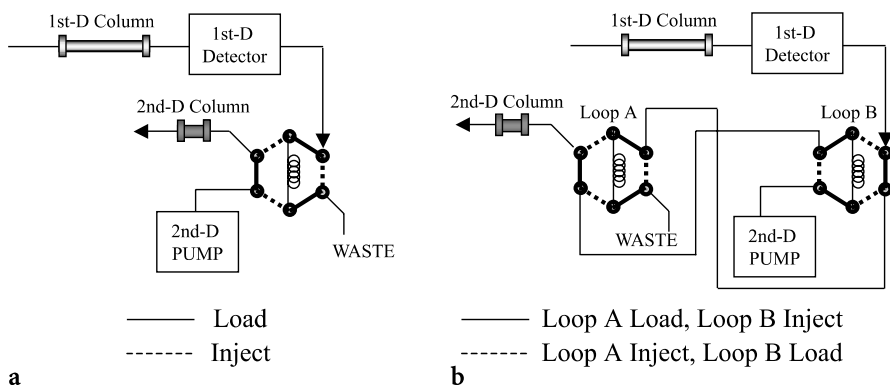 1st-D Column
1st-D
Detector
2nd-D Column
2nd-D
PUMP
WASTE
Load
Inject
a
1st-D Column
1st-D
Detector
2nd-D Column
Loop A
Loop B
WASTE
2nd-D
PUMP
Loop A Load, Loop B Inject
Loop A Inject, Loop B Load
b